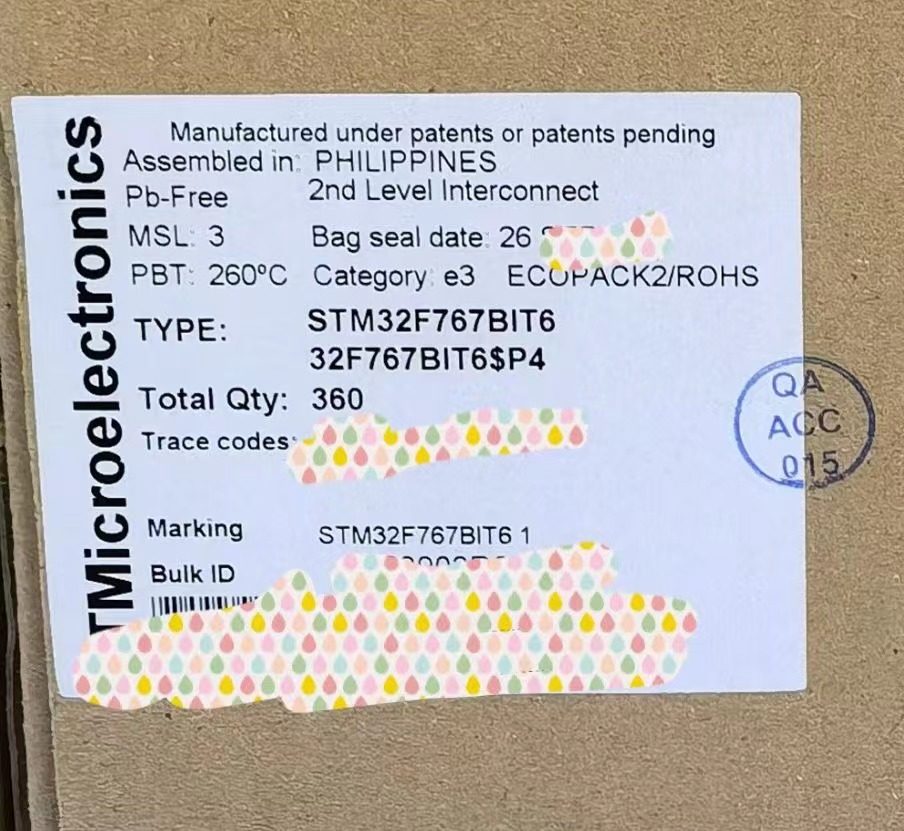 TMicroelectronics
Manufactured under patents or patents pending
Assembled in: PHILIPPINES
Pb-Free 2nd Level Interconnect
MSL: 3 Bag seal date: 26
PBT: 260ºC Category: e3 ECOPACK2/ROHS
TYPE: STM32F767BIT6
32F767BIT6$P4
Total Qty: 360
Trace codes:
Marking STM32F767BIT6 1
Bulk ID
QA
ACC
015